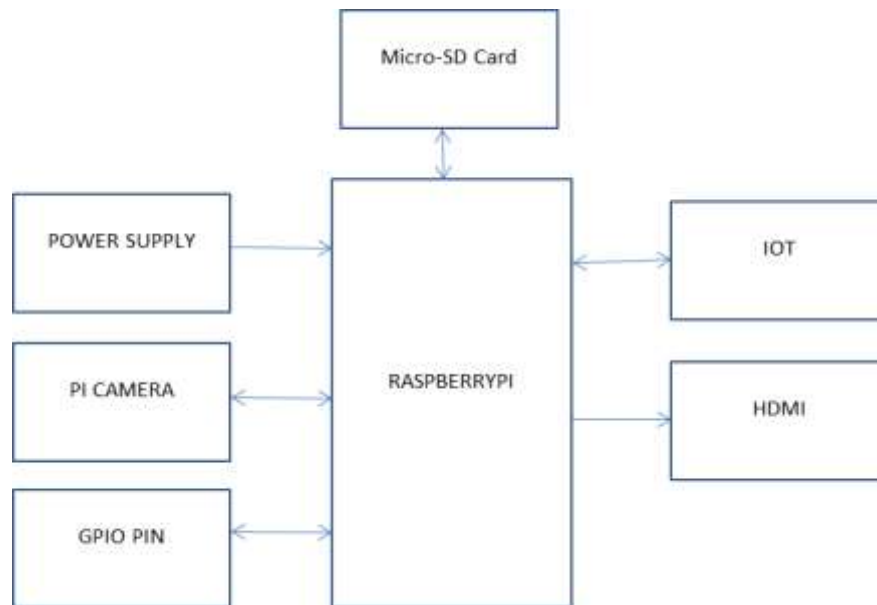 Micro-SD Card
POWER SUPPLY
IOT
PI CAMERA
RASPBERRYPI
HDMI
GPIO PIN